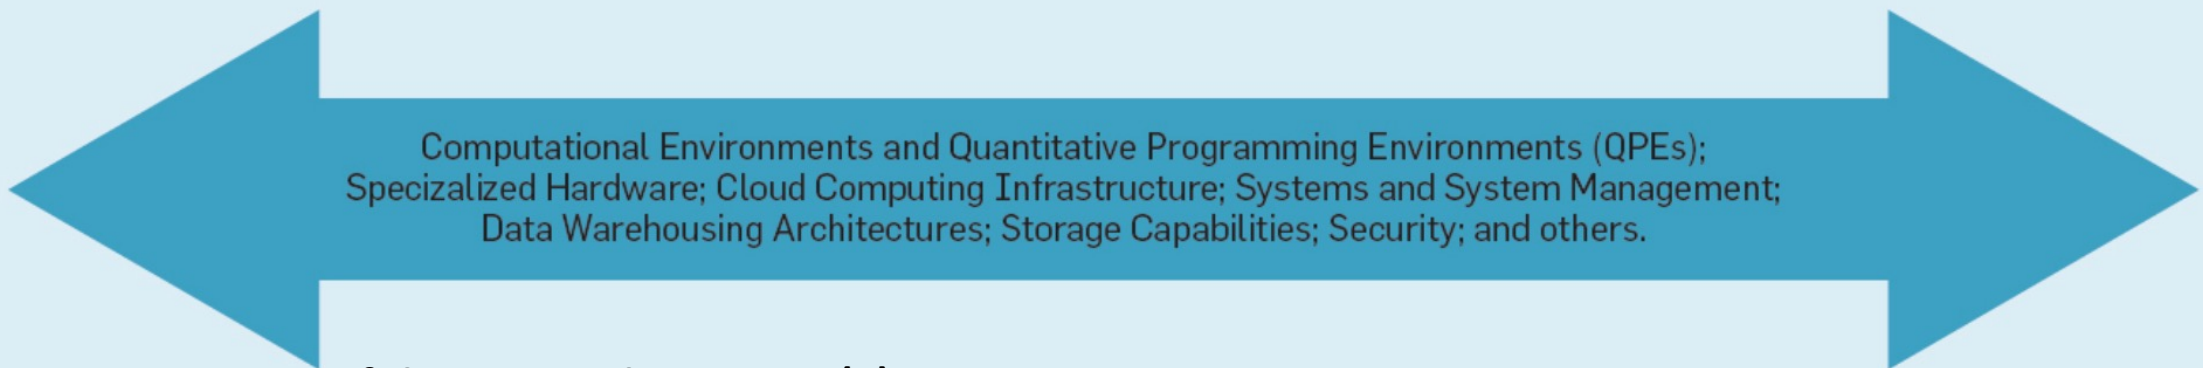 Computational Environments and Quantitative Programming Environments (QPEs);
Specizalized Hardware; Cloud Computing Infrastructure; Systems and System Management;
Data Warehousing Architectures; Storage Capabilities; Security; and others.